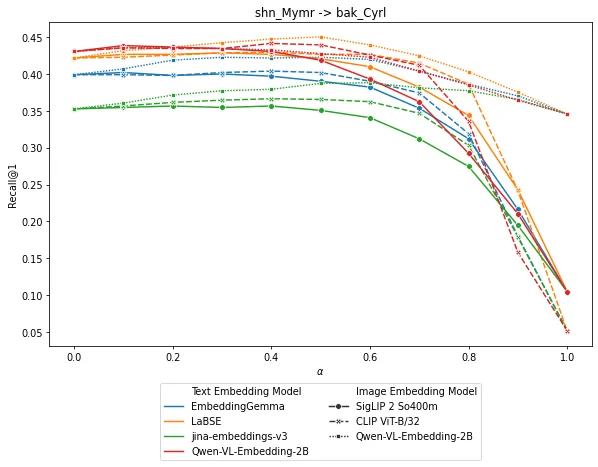 shn_Mymr -> bak_Cyrl
Recall@1
0.45
0.40
0.35
0.30
0.25
0.20
0.15
0.10
0.05
0.0
0.2
0.4
0.6
0.8
1.0
α
Text Embedding Model
EmbeddingGemma
LaBSE
jina-embeddings-v3
Qwen-VL-Embedding-2B
Image Embedding Model
SigLIP 2 So400m
CLIP ViT-B/32
Qwen-VL-Embedding-2B